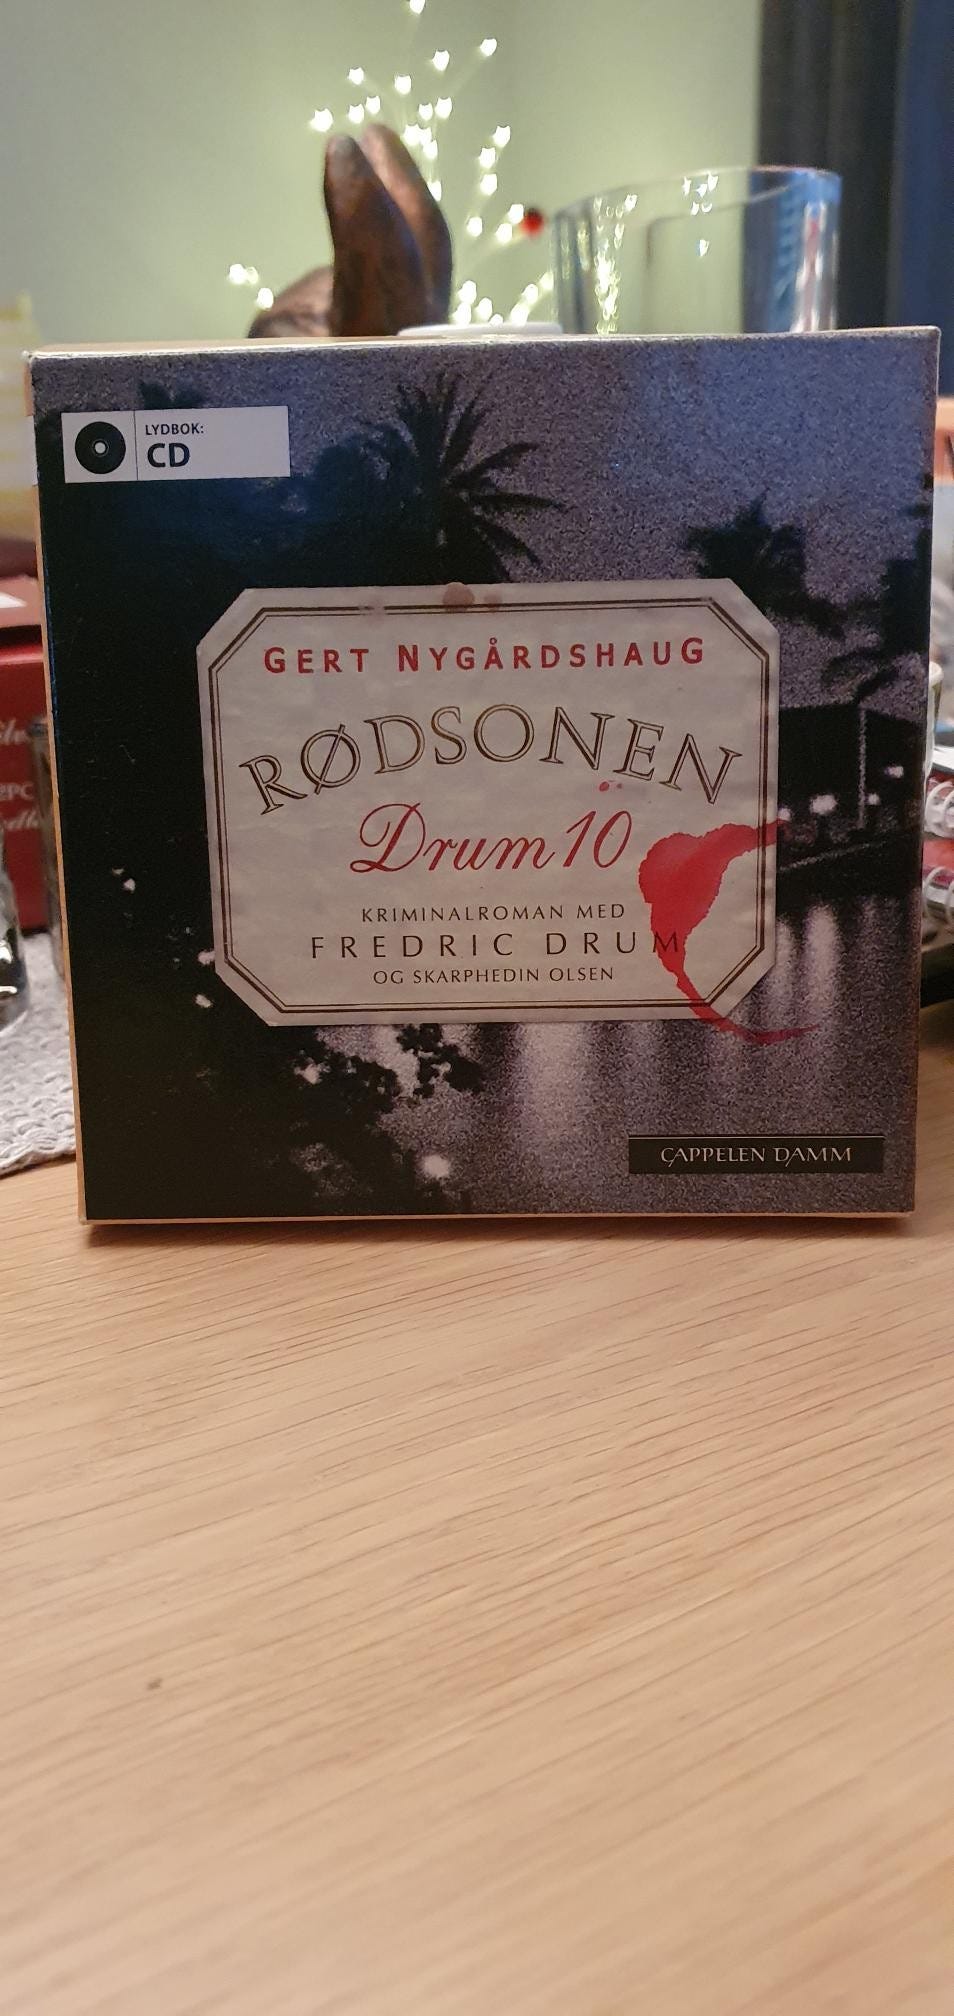 LYDBOK:
CD
GERT NYGÅRDSHAUG
RØDSONEN
Drum 10
KRIMINALROMAN MED
FREDRIC DRUM
OG SKARPHEDIN OLSEN
CAPPELEN DAMM